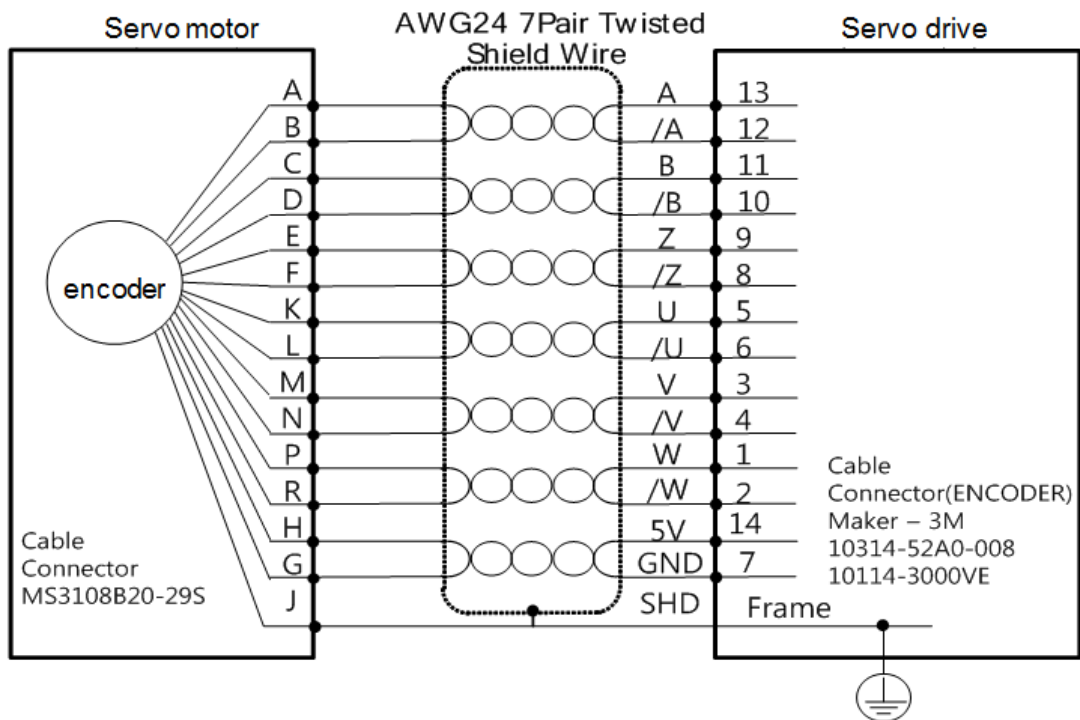 Servo motor
AWG24 7Pair Twisted
Shield Wire
Servo drive
A
A
13
B
/A
12
C
B
11
D
/B
10
E
Z
9
F
/Z
8
encoder
K
U
5
L
/U
6
M
V
3
N
/V
4
P
W
1
R
/W
2
H
5V
14
G
GND
7
J
SHD
Frame
Cable
Connector
MS3108B20-29S
Cable
Connector(ENCODER)
Maker – 3M
10314-52A0-008
10114-3000VE